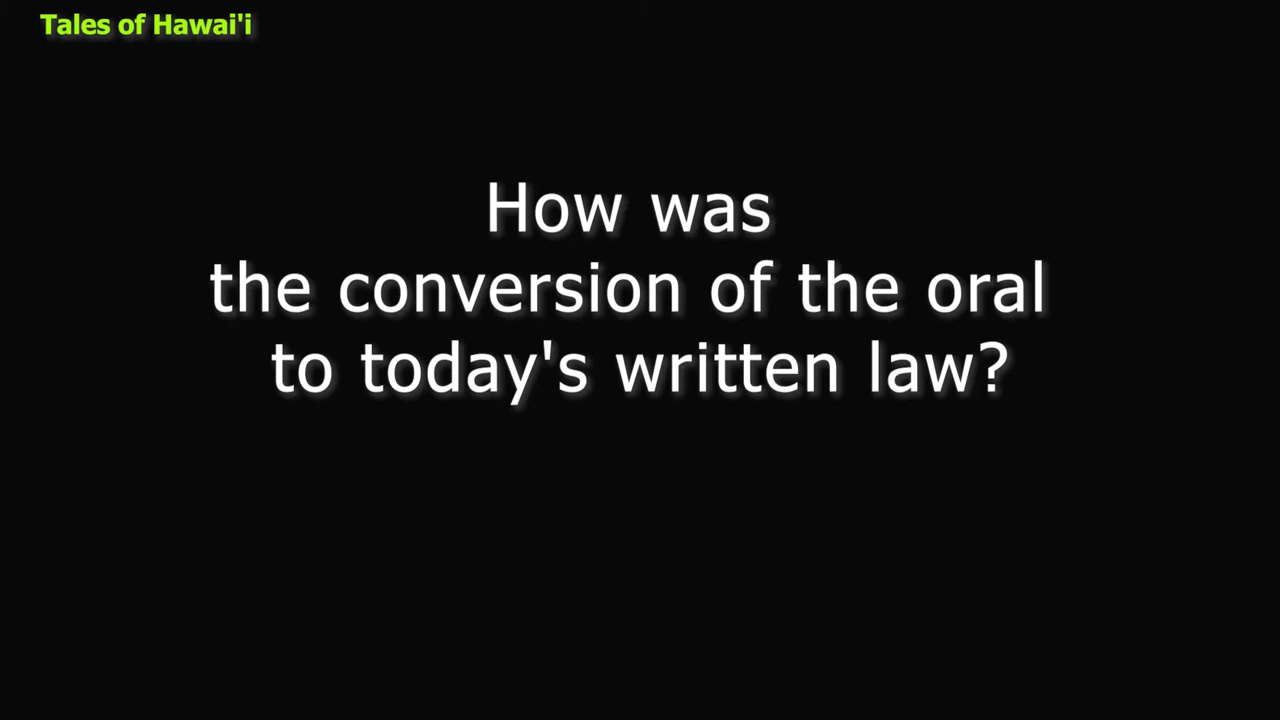 Tales of Hawai'i
How was
the conversion of the oral
to today's written law?